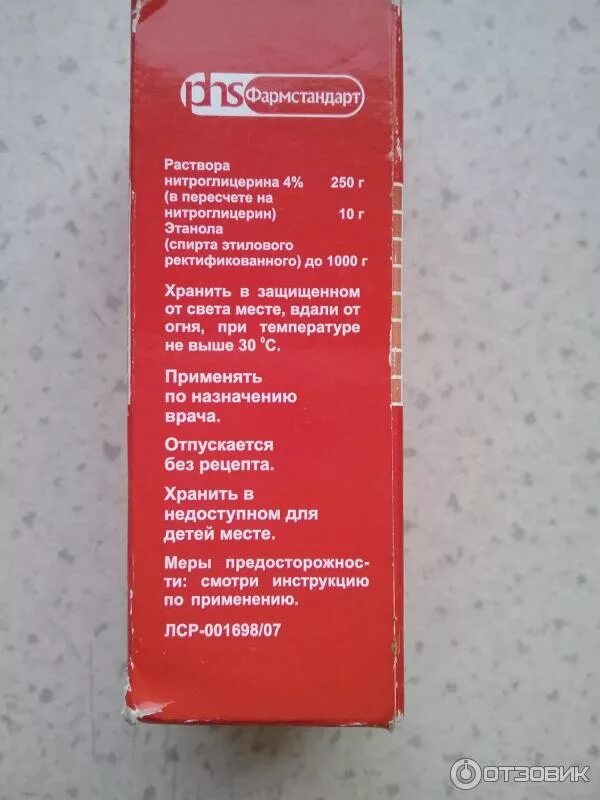 phs Фармстандарт
Раствора
нитроглицерина 4% 250 г
(в пересчете на
нитроглицерин) 10 г
Этанола
(спирта этилового
ректификованного) до 1000 г
Хранить в защищенном
от света месте, вдали от
огня, при температуре
не выше 30 °С.
Применять
по назначению
врача.
Отпускается
без рецепта.
Хранить в
недоступном для
детей месте.
Меры предосторожнос-
ти: смотри инструкцию
по применению.
ЛСР-001698/07
ОТЗОВИК